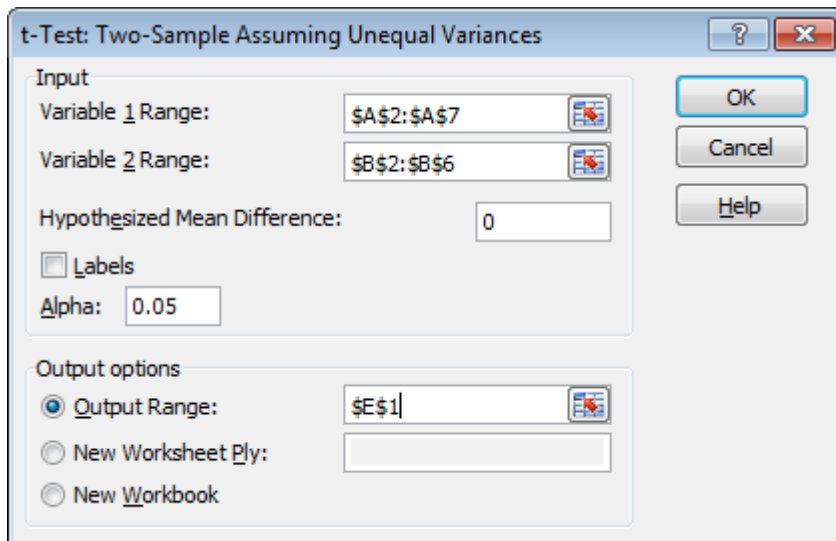 t-Test: Two-Sample Assuming Unequal Variances
Input
Variable 1 Range: $A$2:$A$7
OK
Variable 2 Range: $B$2:$B$6
Cancel
Hypothesized Mean Difference: 0
Help
Labels
Alpha: 0.05
Output options
Output Range: $E$1
New Worksheet Ply:
New Workbook